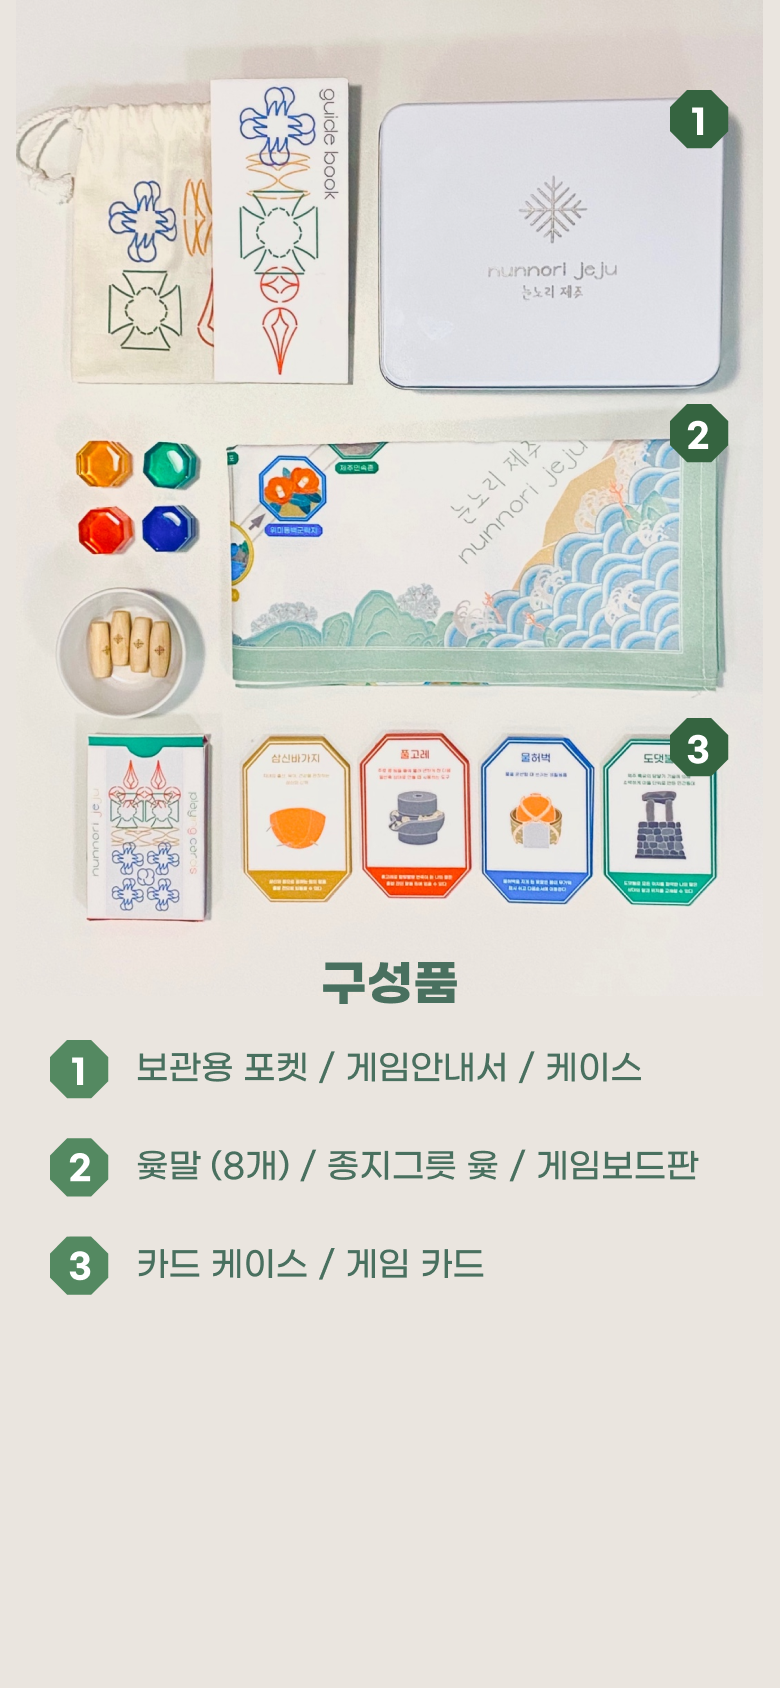 guide book
1
nunnori jeju
눈노리 제주
2
제주민속촌
위미동백군락지
눈노리 제주
nunnori jeju
3
nunnori jeju
playing cards
삼신바가지
풀고레
물허벅
도댓불
구성품
1 보관용 포켓 / 게임안내서 / 케이스
2 윷말 (8개) / 종지그릇 윷 / 게임보드판
3 카드 케이스 / 게임 카드